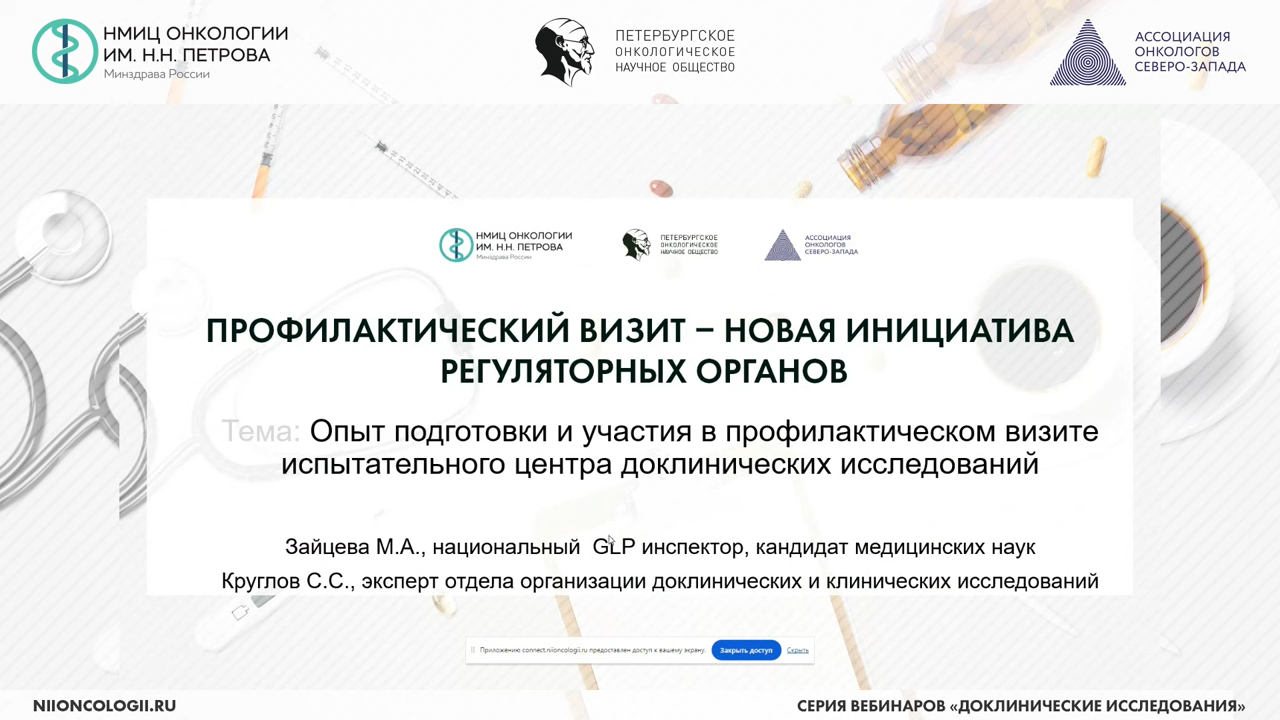 НМИЦ ОНКОЛОГИИ
ИМ. Н.Н. ПЕТРОВА
Минздрава России
ПЕТЕРБУРГСКОЕ
ОНКОЛОГИЧЕСКОЕ
НАУЧНОЕ ОБЩЕСТВО
АССОЦИАЦИЯ
ОНКОЛОГОВ
СЕВЕРО-ЗАПАДА
НМИЦ ОНКОЛОГИИ
ИМ. Н.Н. ПЕТРОВА
Минздрава России
ПЕТЕРБУРГСКОЕ
ОНКОЛОГИЧЕСКОЕ
НАУЧНОЕ ОБЩЕСТВО
АССОЦИАЦИЯ
ОНКОЛОГОВ
СЕВЕРО-ЗАПАДА
ПРОФИЛАКТИЧЕСКИЙ ВИЗИТ – НОВАЯ ИНИЦИАТИВА
РЕГУЛЯТОРНЫХ ОРГАНОВ
Тема: Опыт подготовки и участия в профилактическом визите
испытательного центра доклинических исследований
Зайцева М.А., национальный GLP инспектор, кандидат медицинских наук
Круглов С.С., эксперт отдела организации доклинических и клинических исследований
Приложению connect.niioncologii.ru предоставлен доступ к вашему экрану.
Закрыть доступ
Скрыть
NIIONCOLOGII.RU
СЕРИЯ ВЕБИНАРОВ «ДОКЛИНИЧЕСКИЕ ИССЛЕДОВАНИЯ»